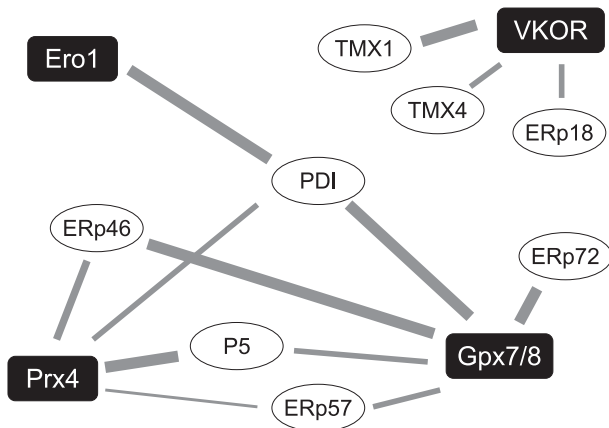 VKOR
TMX1
Ero1
TMX4
ERp18
PDI
ERp46
ERp72
P5
Gpx7/8
Prx4
ERp57